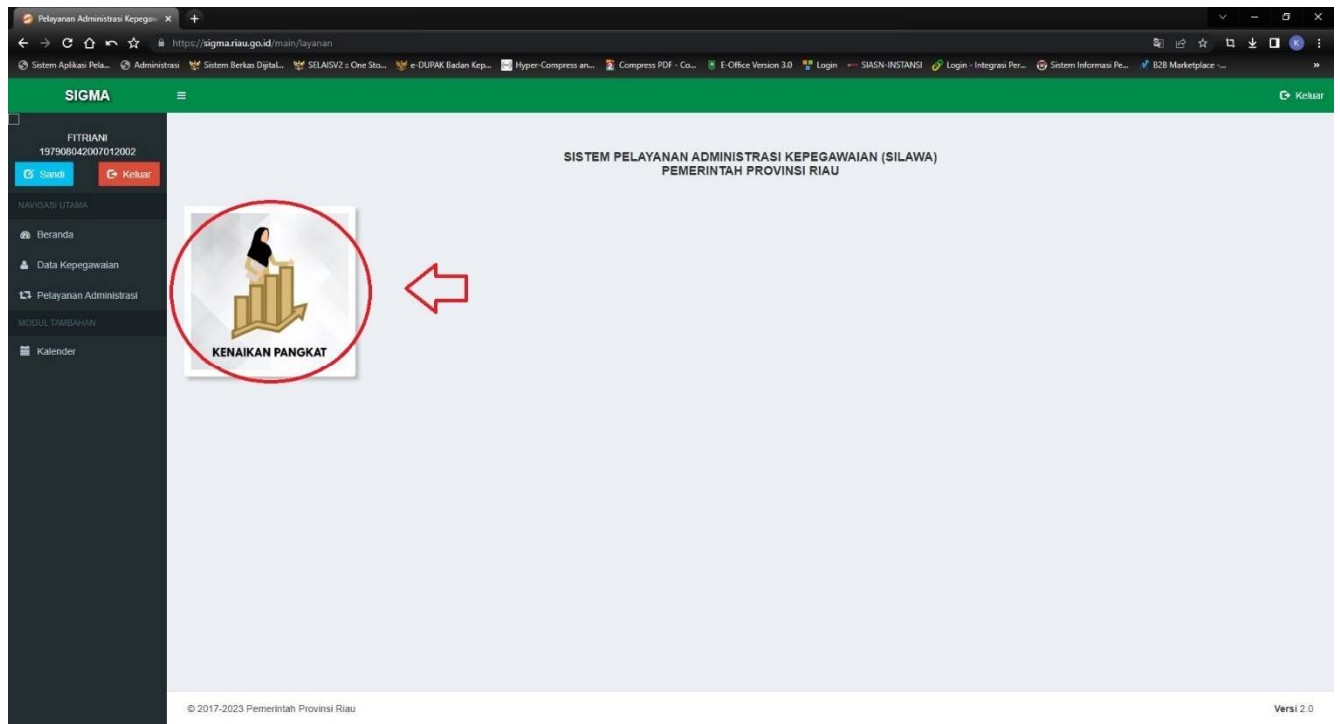 Pelayanan Administrasi Kepegaw
https://sigma.riau.go.id/main/layanan
K
Sistem Aplikasi Pela... Administrasi Sistem Berkas Dijital... SELAISV2 :: One Sto... e-DUPAK Badan Kep... Hyper-Compress an... Compress PDF - Co... E-Office Version 3.0 Login SIASN-INSTANSI Login - Integrasi Per... Sistem Informasi Pe... B2B Marketplace -... »
SIGMA Keluar
FITRIANI
197908042007012002
Sandi Keluar
NAVIGASI UTAMA
Beranda
Data Kepegawaian
Pelayanan Administrasi
MODUL TAMBAHAN
Kalender
SISTEM PELAYANAN ADMINISTRASI KEPEGAWAIAN (SILAWA)
PEMERINTAH PROVINSI RIAU
KENAIKAN PANGKAT
© 2017-2023 Pemerintah Provinsi Riau Versi 2.0